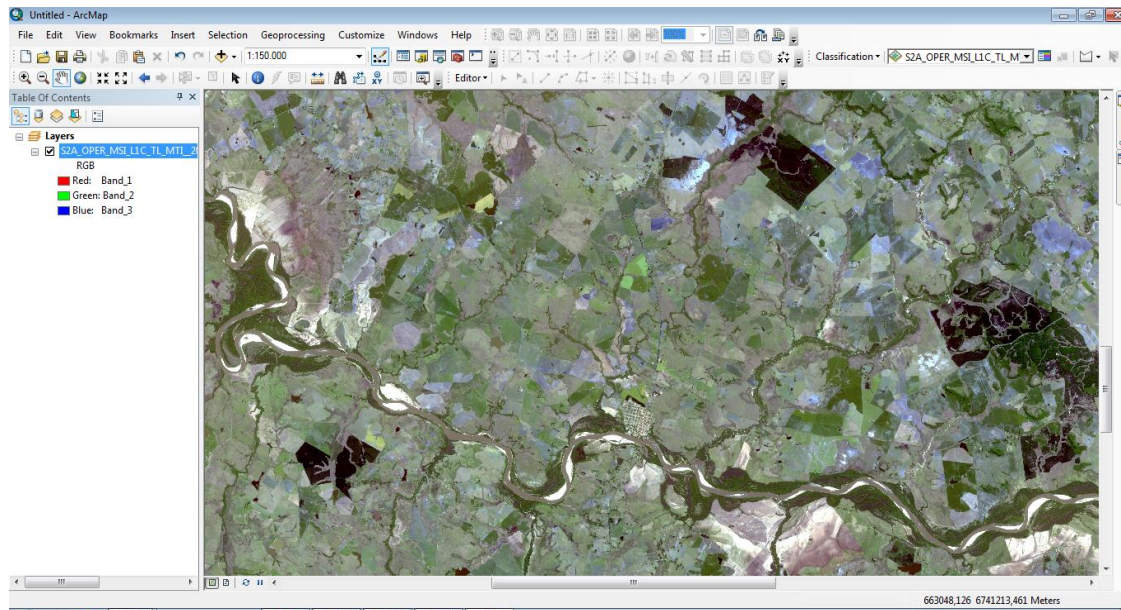 Untitled - ArcMap
File Edit View Bookmarks Insert Selection Geoprocessing Customize Windows Help
1:150.000
Classification
S2A_OPER_MSI_L1C_TL_M
Editor
Table Of Contents
Layers
S2A_OPER_MSI_L1C_TL_MTI__20
RGB
Red: Band_1
Green: Band_2
Blue: Band_3
663048,126 6741213,461 Meters